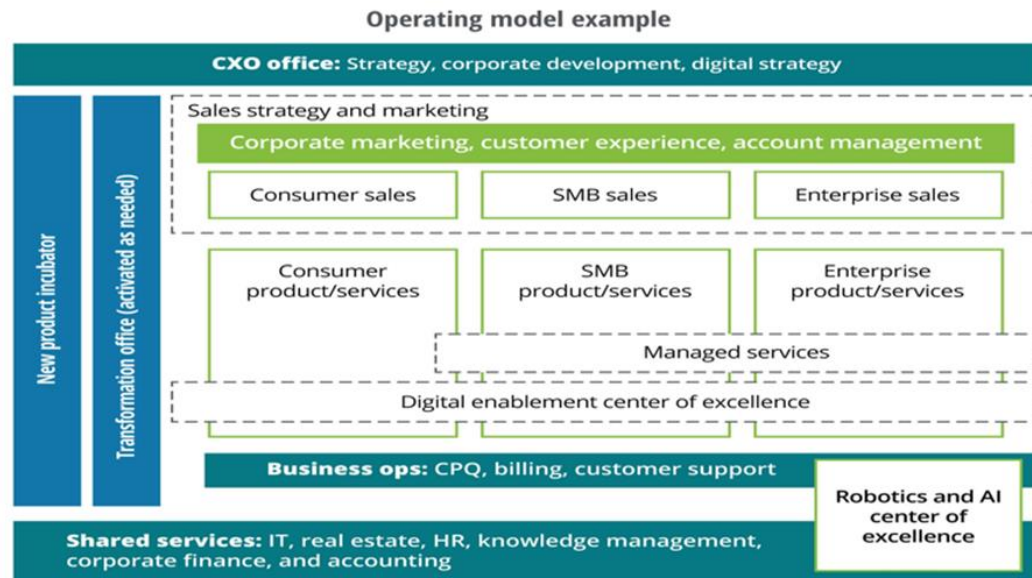 Operating model example
CXO office: Strategy, corporate development, digital strategy
New product incubator
Transformation office (activated as needed)
Sales strategy and marketing
Corporate marketing, customer experience, account management
Consumer sales
SMB sales
Enterprise sales
Consumer
product/services
SMB
product/services
Enterprise
product/services
Managed services
Digital enablement center of excellence
Business ops: CPQ, billing, customer support
Robotics and AI
center of
excellence
Shared services: IT, real estate, HR, knowledge management,
corporate finance, and accounting